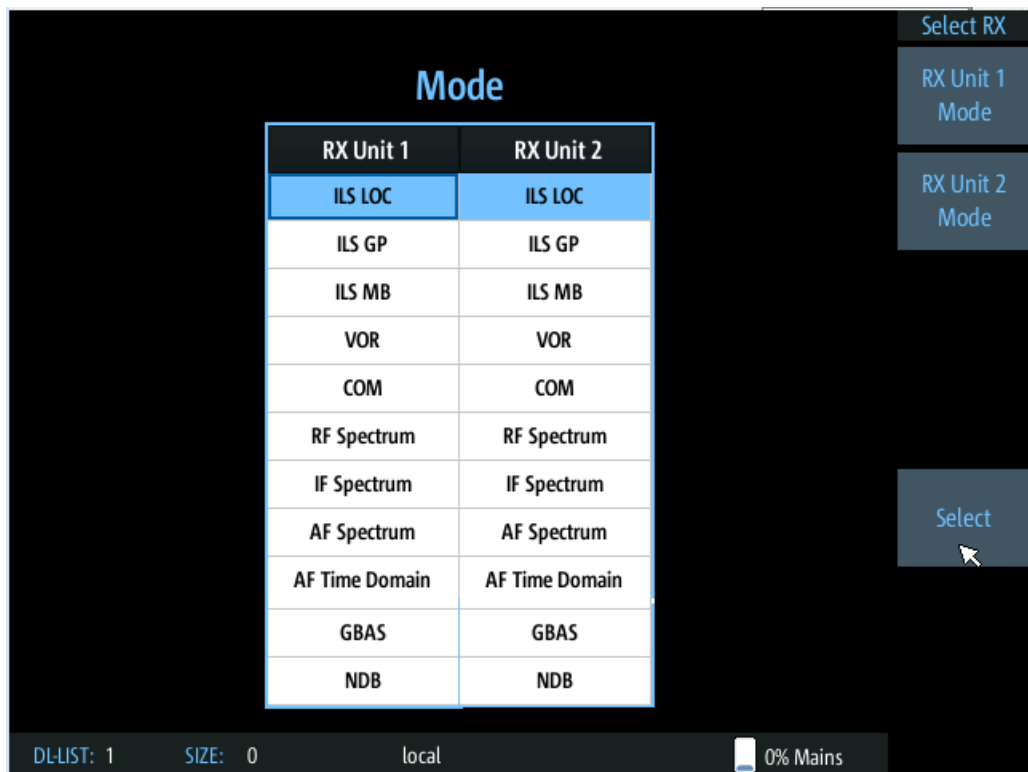 Select RX
Mode
RX Unit 1
Mode
RX Unit 1 RX Unit 2
ILS LOC ILS LOC
RX Unit 2
Mode
ILS GP ILS GP
ILS MB ILS MB
VOR VOR
COM COM
RF Spectrum RF Spectrum
IF Spectrum IF Spectrum
Select
AF Spectrum AF Spectrum
AF Time Domain AF Time Domain
GBAS GBAS
NDB NDB
DL-LIST: 1 SIZE: 0 local 0% Mains